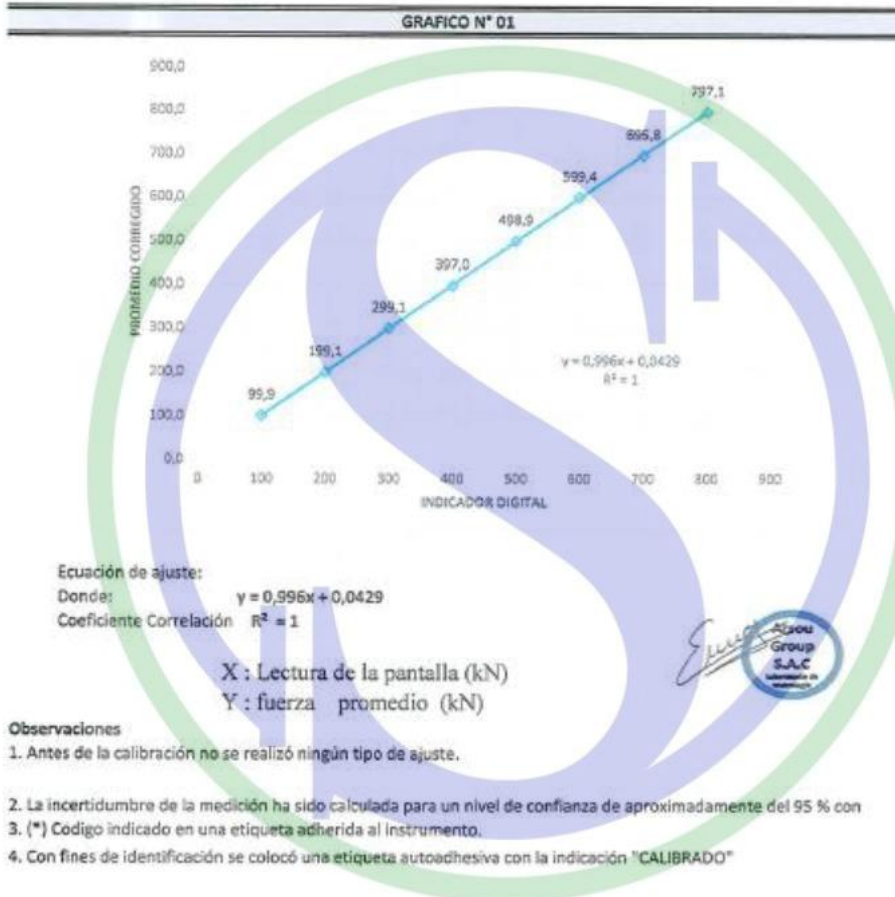 GRAFICO N° 01
900,0
800,0
700,0
600,0
500,0
400,0
300,0
200,0
100,0
0,0
PROMEDIO CORREGIDO
99,9
199,1
299,1
397,0
498,9
599,4
695,8
797,1
y = 0,996x + 0,0429
R² = 1
0 100 200 300 400 500 600 700 800 900
INDICADOR DIGITAL
Ecuación de ajuste:
Donde: y = 0,996x + 0,0429
Coeficiente Correlación R² = 1
X : Lectura de la pantalla (kN)
Y : fuerza promedio (kN)
Group
S.A.C
Observaciones
1. Antes de la calibración no se realizó ningún tipo de ajuste.
2. La incertidumbre de la medición ha sido calculada para un nivel de confianza de aproximadamente del 95 % con
3. (*) Código indicado en una etiqueta adherida al instrumento.
4. Con fines de identificación se colocó una etiqueta autoadhesiva con la indicación "CALIBRADO"